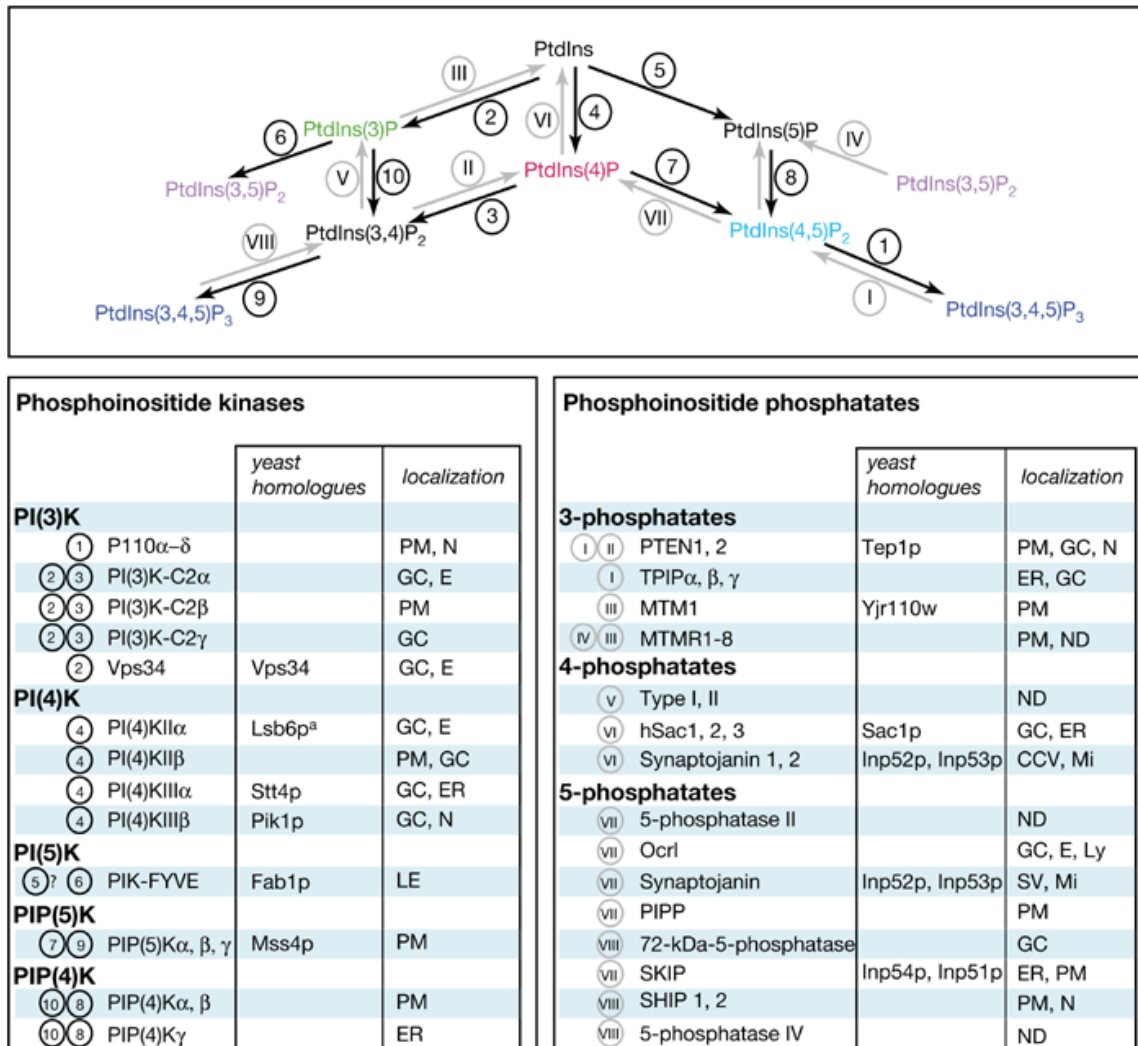 PtdIns
III
5
2
VI
4
6
PtdIns(3)P
PtdIns(5)P
IV
PtdIns(3,5)P2
V
10
II
PtdIns(4)P
7
8
PtdIns(3,5)P2
3
VIII
PtdIns(3,4)P2
VII
PtdIns(4,5)P2
1
9
I
PtdIns(3,4,5)P3
PtdIns(3,4,5)P3
Phosphoinositide kinases
yeast homologues localization
PI(3)K
1 P110α–δ PM, N
2 3 PI(3)K-C2α GC, E
2 3 PI(3)K-C2β PM
2 3 PI(3)K-C2γ GC
2 Vps34 Vps34 GC, E
PI(4)K
4 PI(4)KIIα Lsb6pa GC, E
4 PI(4)KIIβ PM, GC
4 PI(4)KIIIα Stt4p GC, ER
4 PI(4)KIIIβ Pik1p GC, N
PI(5)K
5? 6 PIK-FYVE Fab1p LE
PIP(5)K
7 9 PIP(5)Kα, β, γ Mss4p PM
PIP(4)K
10 8 PIP(4)Kα, β PM
10 8 PIP(4)Kγ ER
Phosphoinositide phosphatates
yeast homologues localization
3-phosphatates
I II PTEN1, 2 Tep1p PM, GC, N
I TPIPα, β, γ ER, GC
III MTM1 Yjr110w PM
IV III MTMR1-8 PM, ND
4-phosphatates
V Type I, II ND
VI hSac1, 2, 3 Sac1p GC, ER
VI Synaptojanin 1, 2 Inp52p, Inp53p CCV, Mi
5-phosphatates
VII 5-phosphatase II ND
VII Ocrl GC, E, Ly
VII Synaptojanin Inp52p, Inp53p SV, Mi
VII PIPP PM
VIII 72-kDa-5-phosphatase GC
VII SKIP Inp54p, Inp51p ER, PM
VIII SHIP 1, 2 PM, N
VIII 5-phosphatase IV ND